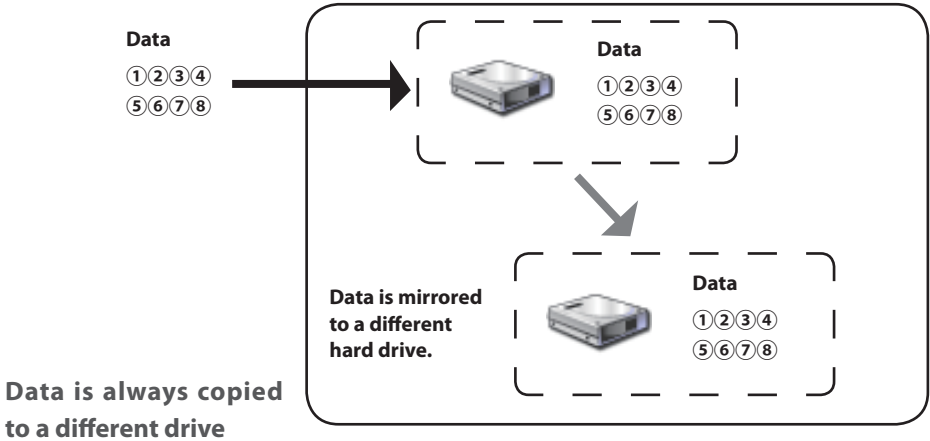 Data
①②③④
⑤⑥⑦⑧
Data
①②③④
⑤⑥⑦⑧
Data is mirrored
to a different
hard drive.
Data
①②③④
⑤⑥⑦⑧
Data is always copied
to a different drive